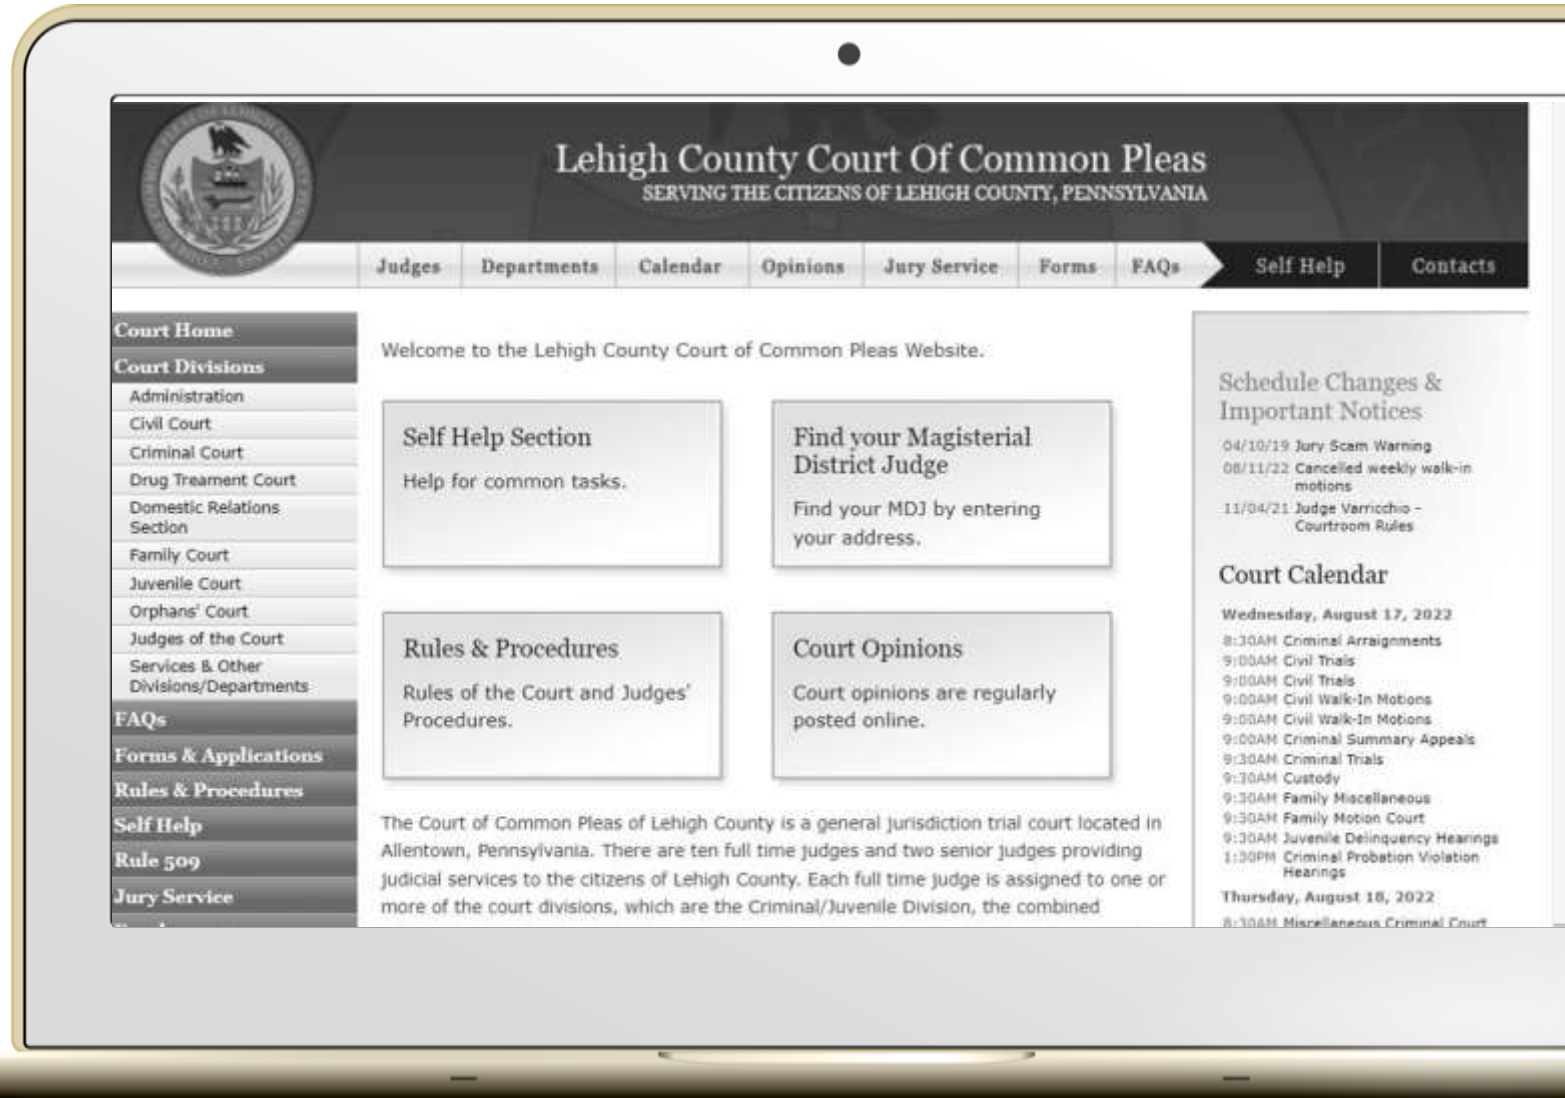 Lehigh County Court Of Common Pleas
SERVING THE CITIZENS OF LEHIGH COUNTY, PENNSYLVANIA
Judges Departments Calendar Opinions Jury Service Forms FAQs Self Help Contacts
Court Home
Court Divisions
Administration
Civil Court
Criminal Court
Drug Treament Court
Domestic Relations
Section
Family Court
Juvenile Court
Orphans' Court
Judges of the Court
Services & Other
Divisions/Departments
FAQs
Forms & Applications
Rules & Procedures
Self Help
Rule 509
Jury Service
Welcome to the Lehigh County Court of Common Pleas Website.
Self Help Section
Help for common tasks.
Find your Magisterial
District Judge
Find your MDJ by entering
your address.
Rules & Procedures
Rules of the Court and Judges'
Procedures.
Court Opinions
Court opinions are regularly
posted online.
The Court of Common Pleas of Lehigh County is a general jurisdiction trial court located in
Allentown, Pennsylvania. There are ten full time judges and two senior judges providing
judicial services to the citizens of Lehigh County. Each full time judge is assigned to one or
more of the court divisions, which are the Criminal/Juvenile Division, the combined
Schedule Changes &
Important Notices
04/10/19 Jury Scam Warning
08/11/22 Cancelled weekly walk-in
motions
11/04/21 Judge Varricchio -
Courtroom Rules
Court Calendar
Wednesday, August 17, 2022
8:30AM Criminal Arraignments
9:00AM Civil Trials
9:00AM Civil Trials
9:00AM Civil Walk-In Motions
9:00AM Civil Walk-In Motions
9:00AM Criminal Summary Appeals
9:30AM Criminal Trials
9:30AM Custody
9:30AM Family Miscellaneous
9:30AM Family Motion Court
9:30AM Juvenile Delinquency Hearings
1:30PM Criminal Probation Violation
Hearings
Thursday, August 18, 2022
8:30AM Miscellaneous Criminal Court